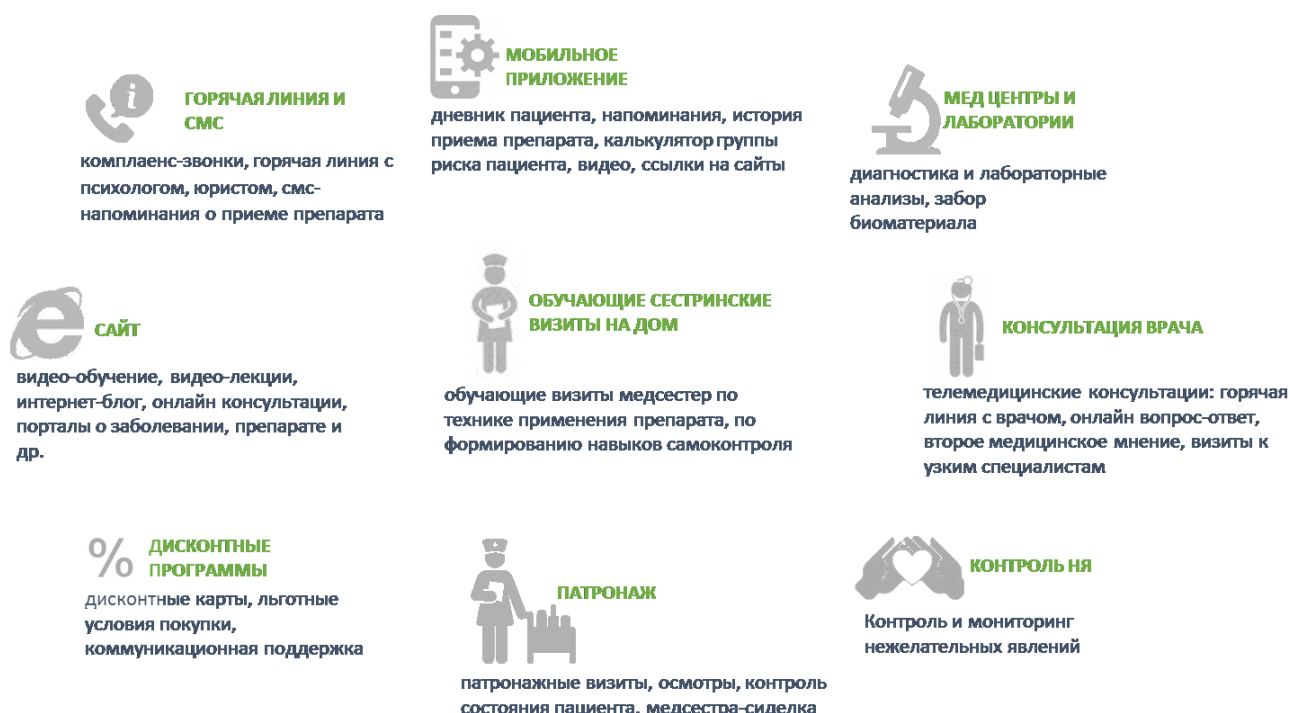 МОБИЛЬНОЕ
ПРИЛОЖЕНИЕ
дневник пациента, напоминания, история
приема препарата, калькулятор группы
риска пациента, видео, ссылки на сайты
ГОРЯЧАЯ ЛИНИЯ И
СМС
комплаенс-звонки, горячая линия с
психологом, юристом, смс-
напоминания о приеме препарата
МЕД ЦЕНТРЫ И
ЛАБОРАТОРИИ
диагностика и лабораторные
анализы, забор
биоматериала
САЙТ
видео-обучение, видео-лекции,
интернет-блог, онлайн консультации,
порталы о заболевании, препарате и
др.
ОБУЧАЮЩИЕ СЕСТРИНСКИЕ
ВИЗИТЫ НА ДОМ
обучающие визиты медсестер по
технике применения препарата, по
формированию навыков самоконтроля
КОНСУЛЬТАЦИЯ ВРАЧА
телемедицинские консультации: горячая
линия с врачом, онлайн вопрос-ответ,
второе медицинское мнение, визиты к
узким специалистам
%
ДИСКОНТНЫЕ
ПРОГРАММЫ
дисконтные карты, льготные
условия покупки,
коммуникационная поддержка
ПАТРОНАЖ
патронажные визиты, осмотры, контроль
состояния пациента, медсестра-сиделка
КОНТРОЛЬ НЯ
Контроль и мониторинг
нежелательных явлений